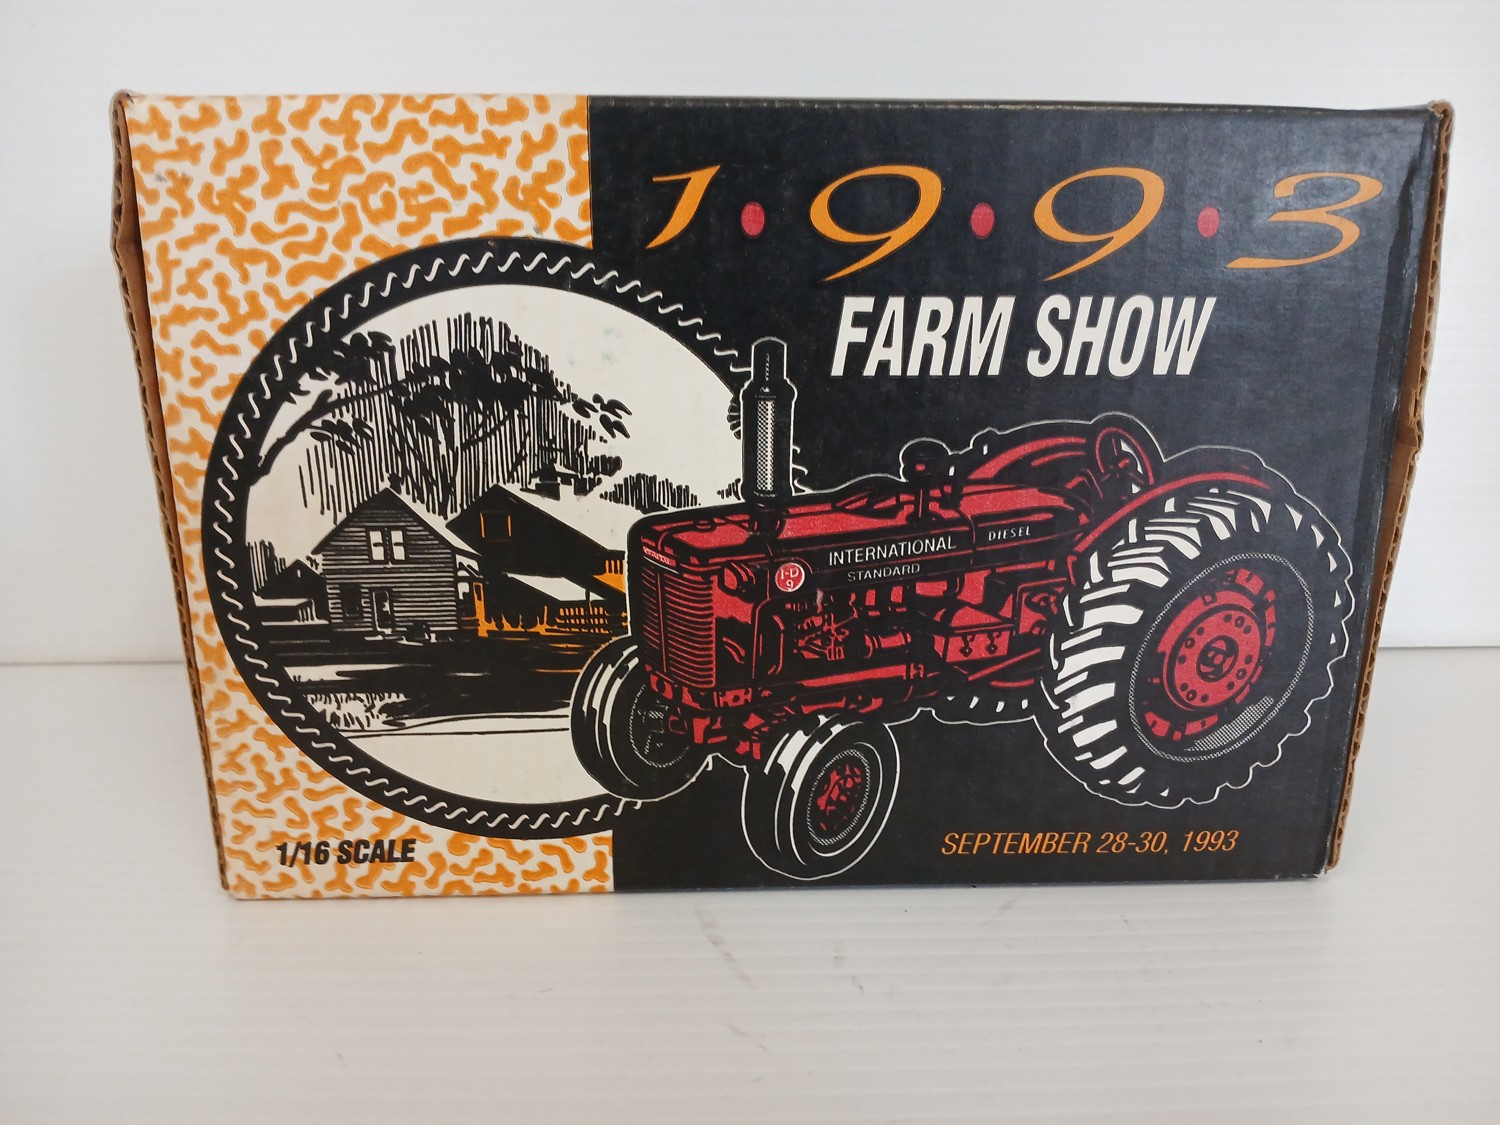 1•9•9•3
FARM SHOW
INTERNATIONAL DIESEL
STANDARD
I-D
9
1/16 SCALE
SEPTEMBER 28-30, 1993